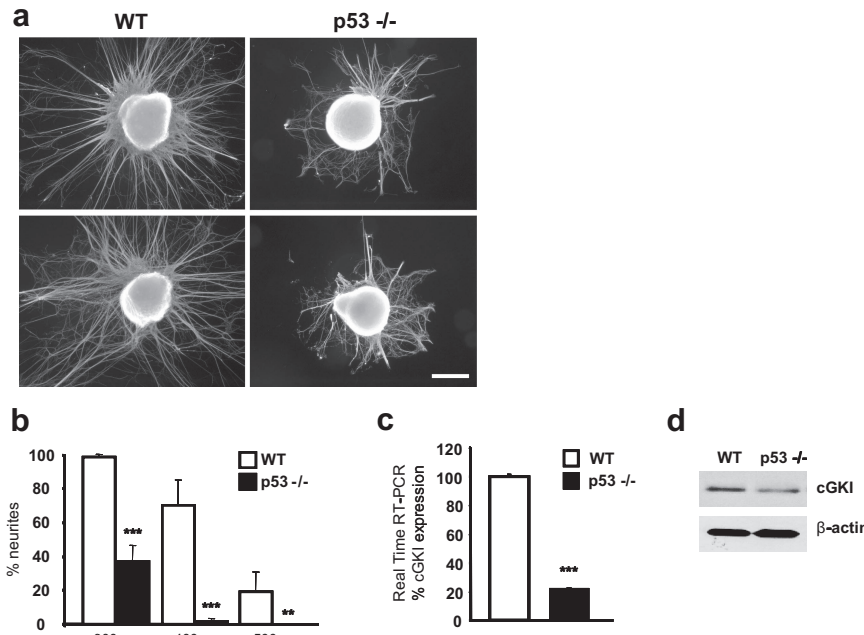 a
WT p53 -/-
b
% neurites
100
80
60
40
20
0
WT
p53 -/-
***
***
**
c
Real Time RT-PCR
% cGKI expression
120
100
80
60
40
20
0
WT
p53 -/-
***
d
WT p53 -/-
cGKI
β-actin